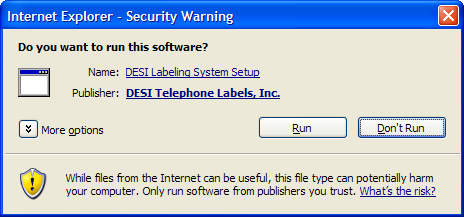 Internet Explorer - Security Warning
Do you want to run this software?
Name: DESI Labeling System Setup
Publisher: DESI Telephone Labels, Inc.
More options
Run
Don't Run
While files from the Internet can be useful, this file type can potentially harm
your computer. Only run software from publishers you trust. What's the risk?